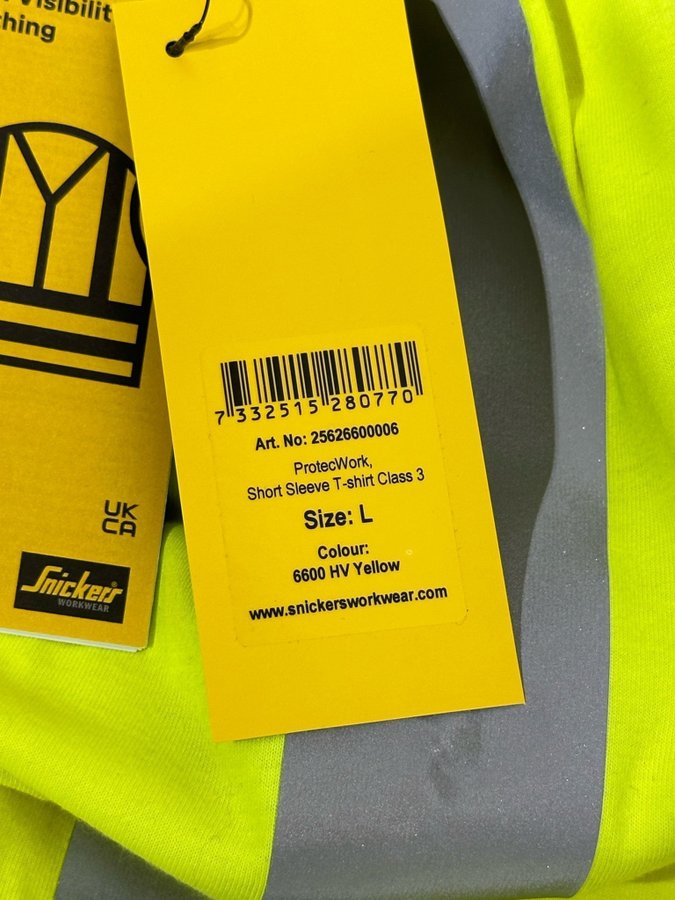 Visibilit
ching
7 332515 280770
Art. No: 25626600006
ProtecWork,
Short Sleeve T-shirt Class 3
Size: L
Colour:
6600 HV Yellow
www.snickersworkwear.com
UK
CA
Snickers®
WORKWEAR